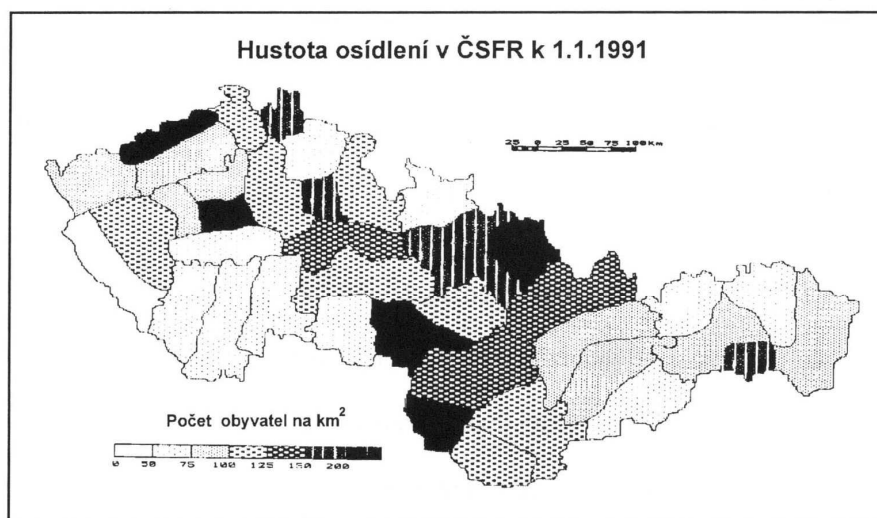 Hustota osídlení v ČSFR k 1.1.1991
25 0 25 50 75 100 Km
Počet obyvatel na km²
0 50 75 100 125 150 200